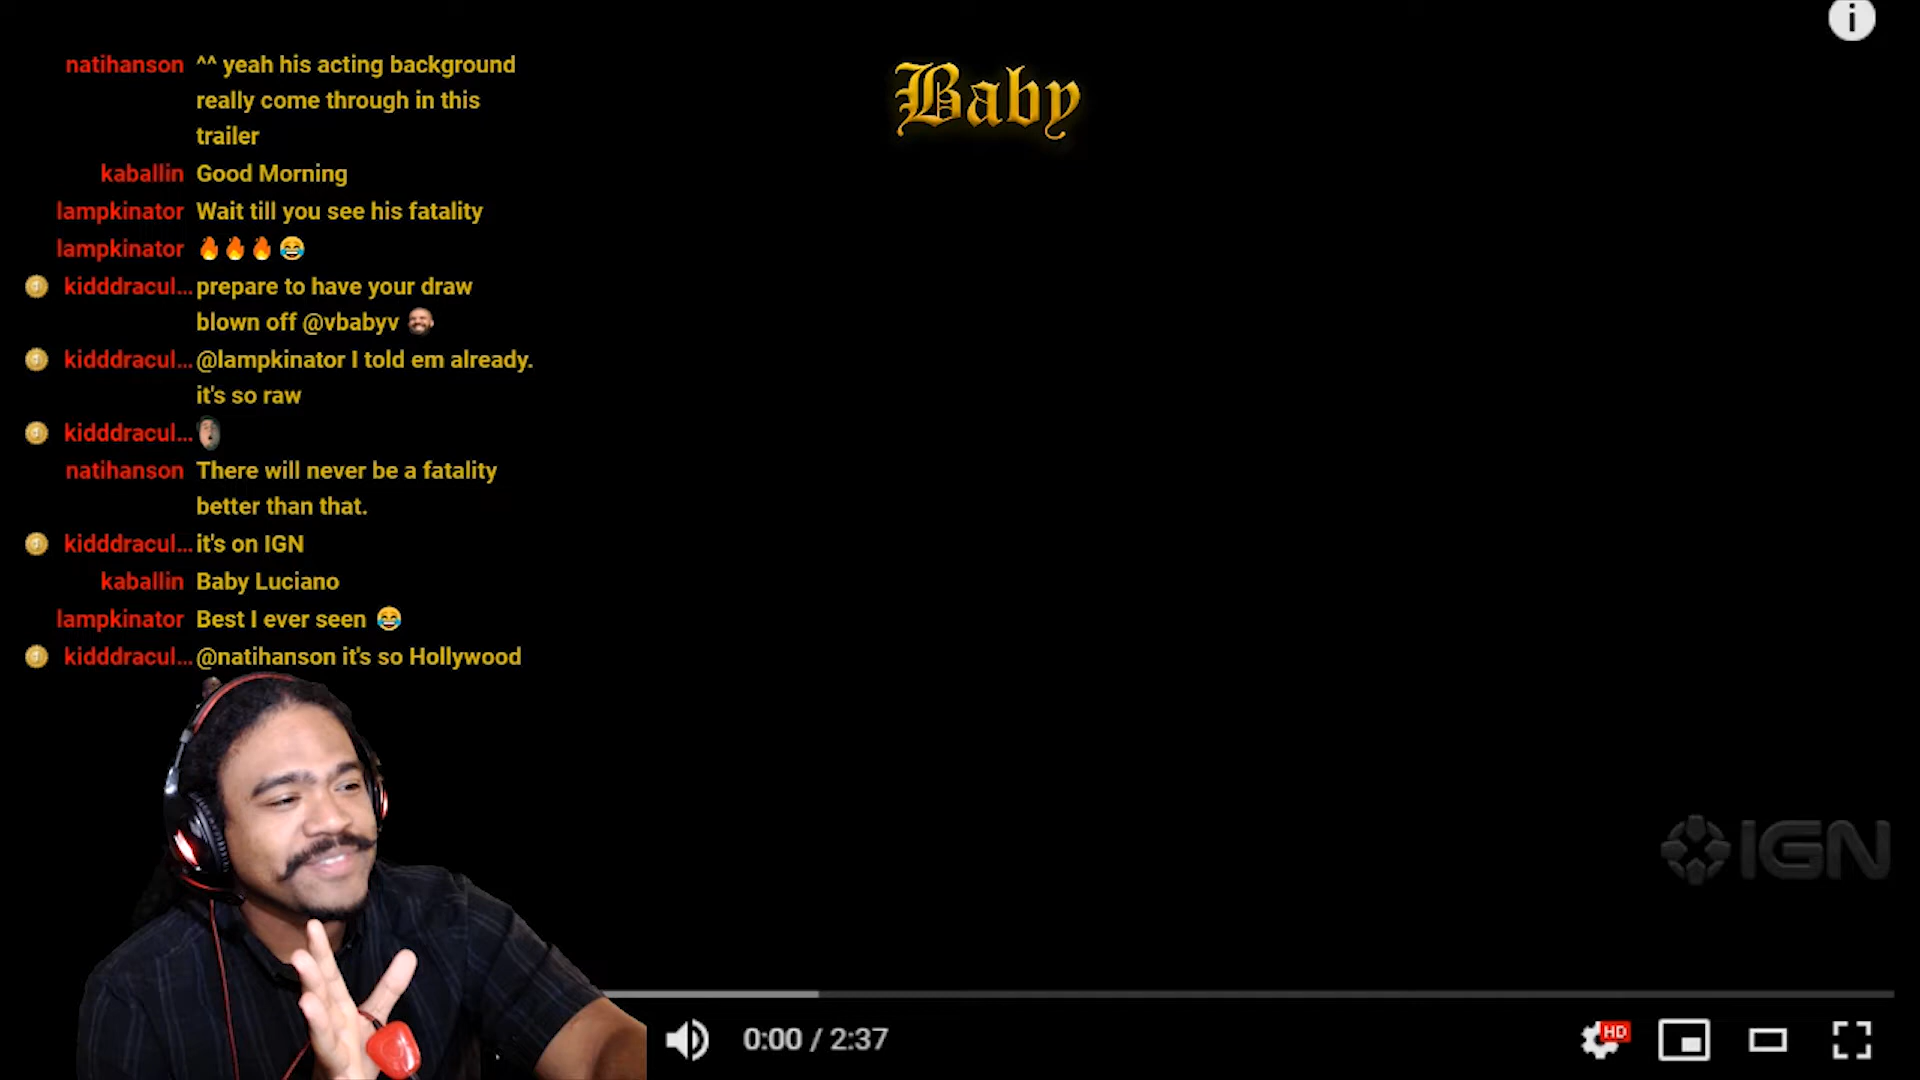 natihanson ^^ yeah his acting background
really come through in this
trailer
kaballin Good Morning
lampkinator Wait till you see his fatality
lampkinator 🔥🔥🔥😂
kidddracul... prepare to have your draw
blown off @vbabyv
kidddracul... @lampkinator I told em already.
it's so raw
kidddracul...
natihanson There will never be a fatality
better than that.
kidddracul... it's on IGN
kaballin Baby Luciano
lampkinator Best I ever seen 😂
kidddracul... @natihanson it's so Hollywood
Baby
i
IGN
0:00 / 2:37
HD